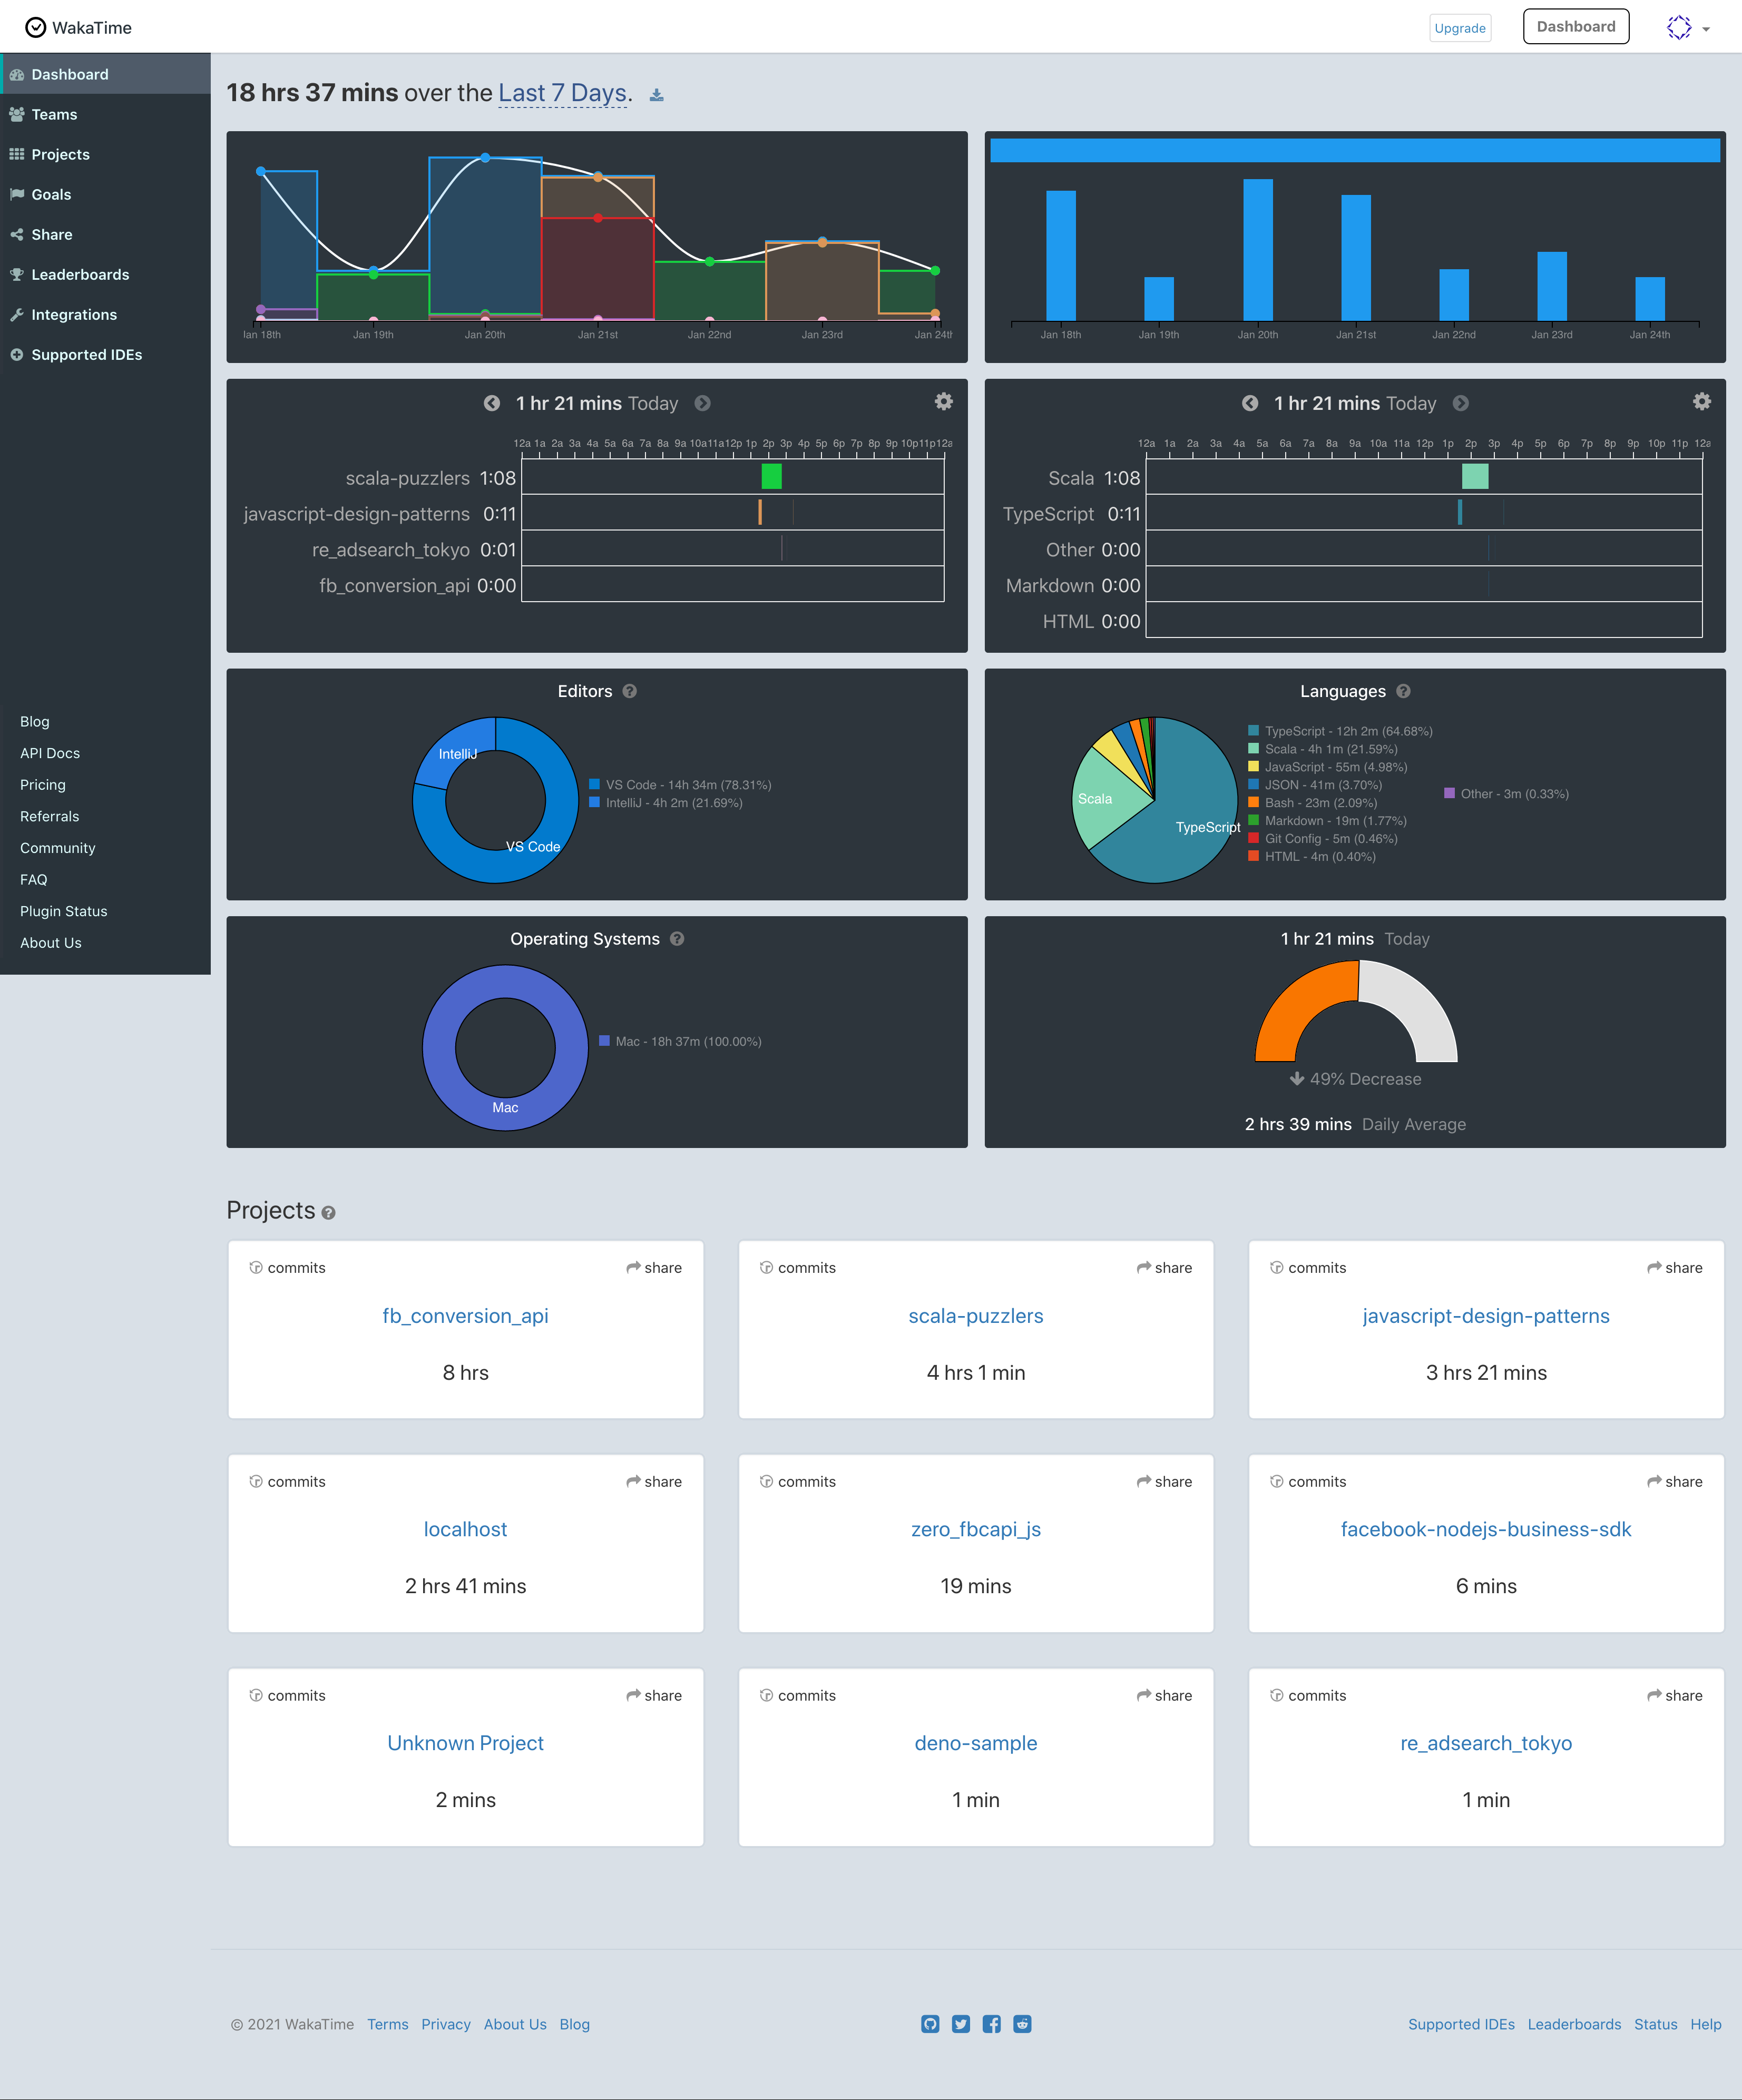 WakaTime
Upgrade
Dashboard
Dashboard
Teams
Projects
Goals
Share
Leaderboards
Integrations
Supported IDEs
Blog
API Docs
Pricing
Referrals
Community
FAQ
Plugin Status
About Us
18 hrs 37 mins over the Last 7 Days.
Jan 18th Jan 19th Jan 20th Jan 21st Jan 22nd Jan 23rd Jan 24th
Jan 18th Jan 19th Jan 20th Jan 21st Jan 22nd Jan 23rd Jan 24th
1 hr 21 mins Today
12a 1a 2a 3a 4a 5a 6a 7a 8a 9a 10a 11a 12p 1p 2p 3p 4p 5p 6p 7p 8p 9p 10p 11p 12a
scala-puzzlers 1:08
javascript-design-patterns 0:11
re_adsearch_tokyo 0:01
fb_conversion_api 0:00
1 hr 21 mins Today
12a 1a 2a 3a 4a 5a 6a 7a 8a 9a 10a 11a 12p 1p 2p 3p 4p 5p 6p 7p 8p 9p 10p 11p 12a
Scala 1:08
TypeScript 0:11
Other 0:00
Markdown 0:00
HTML 0:00
Editors
IntelliJ
VS Code
VS Code - 14h 34m (78.31%)
IntelliJ - 4h 2m (21.69%)
Languages
Scala
TypeScript
TypeScript - 12h 2m (64.68%)
Scala - 4h 1m (21.59%)
JavaScript - 55m (4.98%)
JSON - 41m (3.70%)
Bash - 23m (2.09%)
Markdown - 19m (1.77%)
Git Config - 5m (0.46%)
HTML - 4m (0.40%)
Other - 3m (0.33%)
Operating Systems
Mac
Mac - 18h 37m (100.00%)
1 hr 21 mins Today
49% Decrease
2 hrs 39 mins Daily Average
Projects
commits share
fb_conversion_api
8 hrs
commits share
scala-puzzlers
4 hrs 1 min
commits share
javascript-design-patterns
3 hrs 21 mins
commits share
localhost
2 hrs 41 mins
commits share
zero_fbcapi_js
19 mins
commits share
facebook-nodejs-business-sdk
6 mins
commits share
Unknown Project
2 mins
commits share
deno-sample
1 min
commits share
re_adsearch_tokyo
1 min
© 2021 WakaTime Terms Privacy About Us Blog
Supported IDEs Leaderboards Status Help